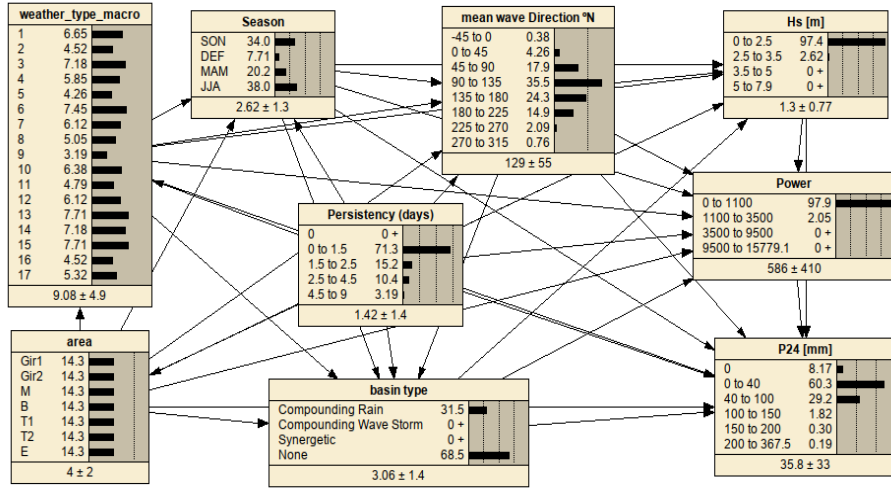 weather_type_macro
1 6.65
2 4.52
3 7.18
4 5.85
5 4.26
6 7.45
7 6.12
8 5.05
9 3.19
10 6.38
11 4.79
12 6.12
13 7.71
14 7.18
15 7.71
16 4.52
17 5.32
9.08 ± 4.9
Season
SON 34.0
DEF 7.71
MAM 20.2
JJA 38.0
2.62 ± 1.3
mean wave Direction ºN
-45 to 0 0.38
0 to 45 4.26
45 to 90 17.9
90 to 135 35.5
135 to 180 24.3
180 to 225 14.9
225 to 270 2.09
270 to 315 0.76
129 ± 55
Hs [m]
0 to 2.5 97.4
2.5 to 3.5 2.62
3.5 to 5 0 +
5 to 7.9 0 +
1.3 ± 0.77
Power
0 to 1100 97.9
1100 to 3500 2.05
3500 to 9500 0 +
9500 to 15779.1 0 +
586 ± 410
Persistency (days)
0 0 +
0 to 1.5 71.3
1.5 to 2.5 15.2
2.5 to 4.5 10.4
4.5 to 9 3.19
1.42 ± 1.4
area
Gir1 14.3
Gir2 14.3
M 14.3
B 14.3
T1 14.3
T2 14.3
E 14.3
4 ± 2
basin type
Compounding Rain 31.5
Compounding Wave Storm 0 +
Synergetic 0 +
None 68.5
3.06 ± 1.4
P24 [mm]
0 8.17
0 to 40 60.3
40 to 100 29.2
100 to 150 1.82
150 to 200 0.30
200 to 367.5 0.19
35.8 ± 33